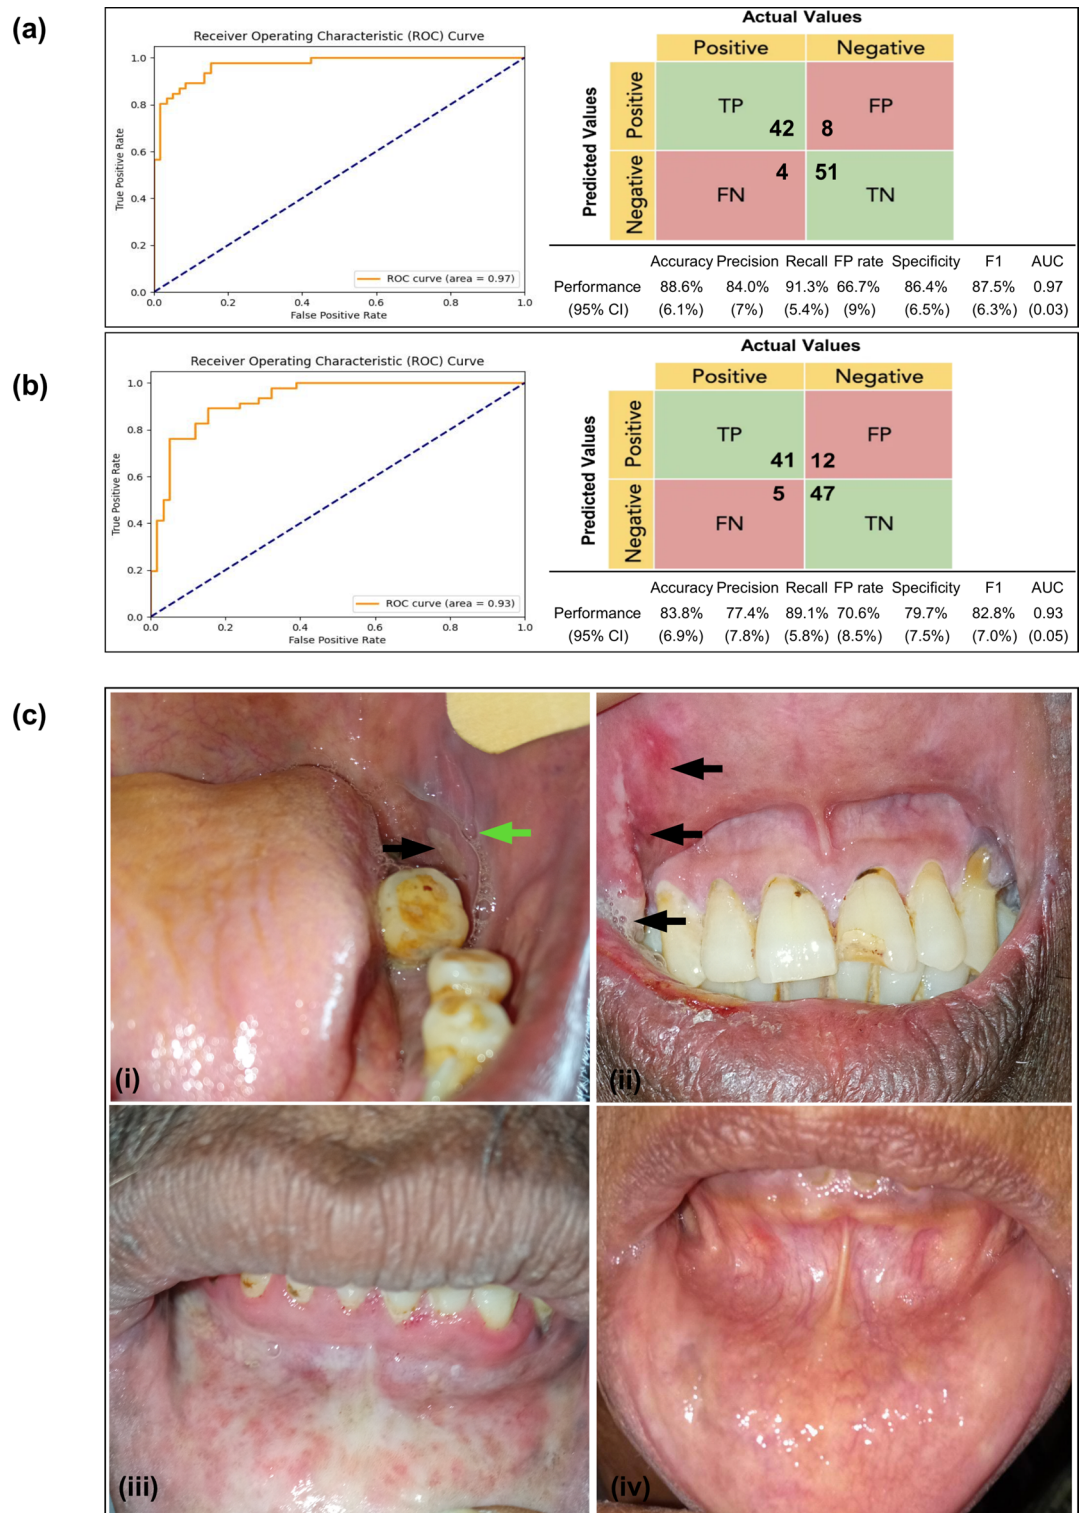 (a)
Receiver Operating Characteristic (ROC) Curve
True Positive Rate
1.0
0.8
0.6
0.4
0.2
0.0
ROC curve (area = 0.97)
0.0 0.2 0.4 0.6 0.8 1.0
False Positive Rate
Actual Values
Positive Negative
Predicted Values
Positive
TP FP
42 8
Negative
4 51
FN TN
Accuracy Precision Recall FP rate Specificity F1 AUC
Performance 88.6% 84.0% 91.3% 66.7% 86.4% 87.5% 0.97
(95% CI) (6.1%) (7%) (5.4%) (9%) (6.5%) (6.3%) (0.03)
(b)
Receiver Operating Characteristic (ROC) Curve
True Positive Rate
1.0
0.8
0.6
0.4
0.2
0.0
ROC curve (area = 0.93)
0.0 0.2 0.4 0.6 0.8 1.0
False Positive Rate
Actual Values
Positive Negative
Predicted Values
Positive
TP FP
41 12
Negative
5 47
FN TN
Accuracy Precision Recall FP rate Specificity F1 AUC
Performance 83.8% 77.4% 89.1% 70.6% 79.7% 82.8% 0.93
(95% CI) (6.9%) (7.8%) (5.8%) (8.5%) (7.5%) (7.0%) (0.05)
(c)
(i)
(ii)
(iii)
(iv)